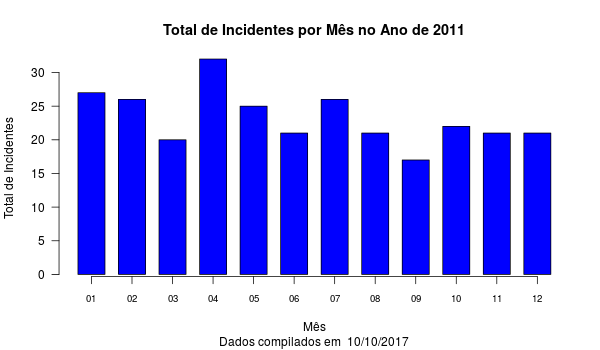 Total de Incidentes por Mês no Ano de 2011
Total de Incidentes
30
25
20
15
10
5
0
01 02 03 04 05 06 07 08 09 10 11 12
Mês
Dados compilados em 10/10/2017